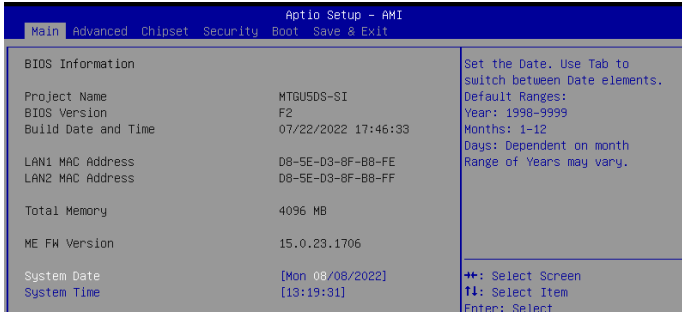 Aptio Setup - AMI
Main Advanced Chipset Security Boot Save & Exit
BIOS Information
Project Name MTGU5DS-SI
BIOS Version F2
Build Date and Time 07/22/2022 17:46:33
LAN1 MAC Address D8-5E-D3-8F-B8-FE
LAN2 MAC Address D8-5E-D3-8F-B8-FF
Total Memory 4096 MB
ME FW Version 15.0.23.1706
System Date [Mon 08/08/2022]
System Time [13:19:31]
Set the Date. Use Tab to
switch between Date elements.
Default Ranges:
Year: 1998-9999
Months: 1-12
Days: Dependent on month
Range of Years may vary.
→←: Select Screen
↑↓: Select Item
Enter: Select